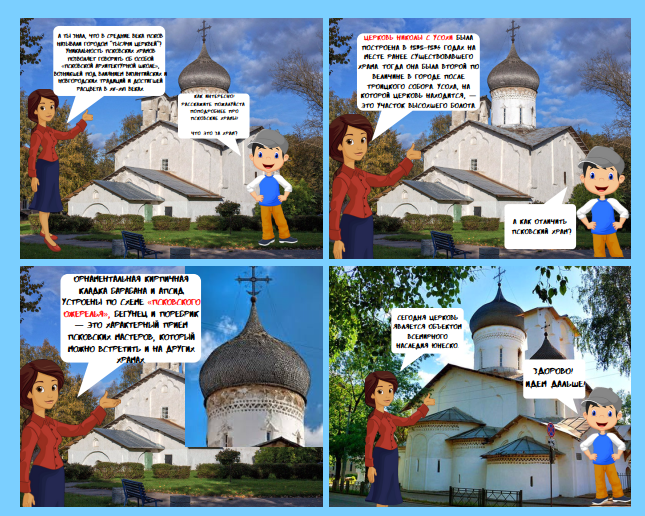 А ТЫ ЗНАЛ, ЧТО В СРЕДНИЕ ВЕКА ПСКОВ
НАЗЫВАЛИ ГОРОДОМ "ТЫСЯЧИ ЦЕРКВЕЙ"?
УНИКАЛЬНОСТЬ ПСКОВСКИХ ХРАМОВ
ПОЗВОЛЯЕТ ГОВОРИТЬ ОБ ОСОБОЙ
«ПСКОВСКОЙ АРХИТЕКТУРНОЙ ШКОЛЕ»,
ВОЗНИКШЕЙ ПОД ВЛИЯНИЕМ ВИЗАНТИЙСКИХ И
НОВГОРОДСКИХ ТРАДИЦИЙ И ДОСТИГШЕЙ
РАСЦВЕТА В XV-XVI ВЕКАХ
КАК ИНТЕРЕСНО!
РАССКАЖИТЕ ПОЖАЛУЙСТА
ПОПОДРОБНЕЕ ПРО
ПСКОВСКИЕ ХРАМЫ!
ЧТО ЭТО ЗА ХРАМ?
ЦЕРКОВЬ НИКОЛЫ С УСОХИ БЫЛА
ПОСТРОЕНА В 1535-1536 ГОДАХ НА
МЕСТЕ РАНЕЕ СУЩЕСТВОВАВШЕГО
ХРАМА. ТОГДА ОНА БЫЛА ВТОРОЙ ПО
ВЕЛИЧИНЕ В ГОРОДЕ ПОСЛЕ
ТРОИЦКОГО СОБОРА. УСОХА, НА
КОТОРОЙ ЦЕРКОВЬ НАХОДИТСЯ, —
ЭТО УЧАСТОК ВЫСОХШЕГО БОЛОТА
А КАК ОТЛИЧИТЬ
ПСКОВСКИЙ ХРАМ?
ОРНАМЕНТАЛЬНАЯ КИРПИЧНАЯ
КЛАДКА БАРАБАНА И АПСИД
УСТРОЕНЫ ПО СХЕМЕ «ПСКОВСКОГО
ОЖЕРЕЛЬЯ», БЕГУНЕЦ И ПОРЕБРИК
— ЭТО ХАРАКТЕРНЫЙ ПРИЕМ
ПСКОВСКИХ МАСТЕРОВ, КОТОРЫЙ
МОЖНО ВСТРЕТИТЬ И НА ДРУГИХ
ХРАМАХ
СЕГОДНЯ ЦЕРКОВЬ
ЯВЛЯЕТСЯ ОБЪЕКТОМ
ВСЕМИРНОГО
НАСЛЕДИЯ ЮНЕСКО.
ЗДОРОВО!
ИДЕМ ДАЛЬШЕ!